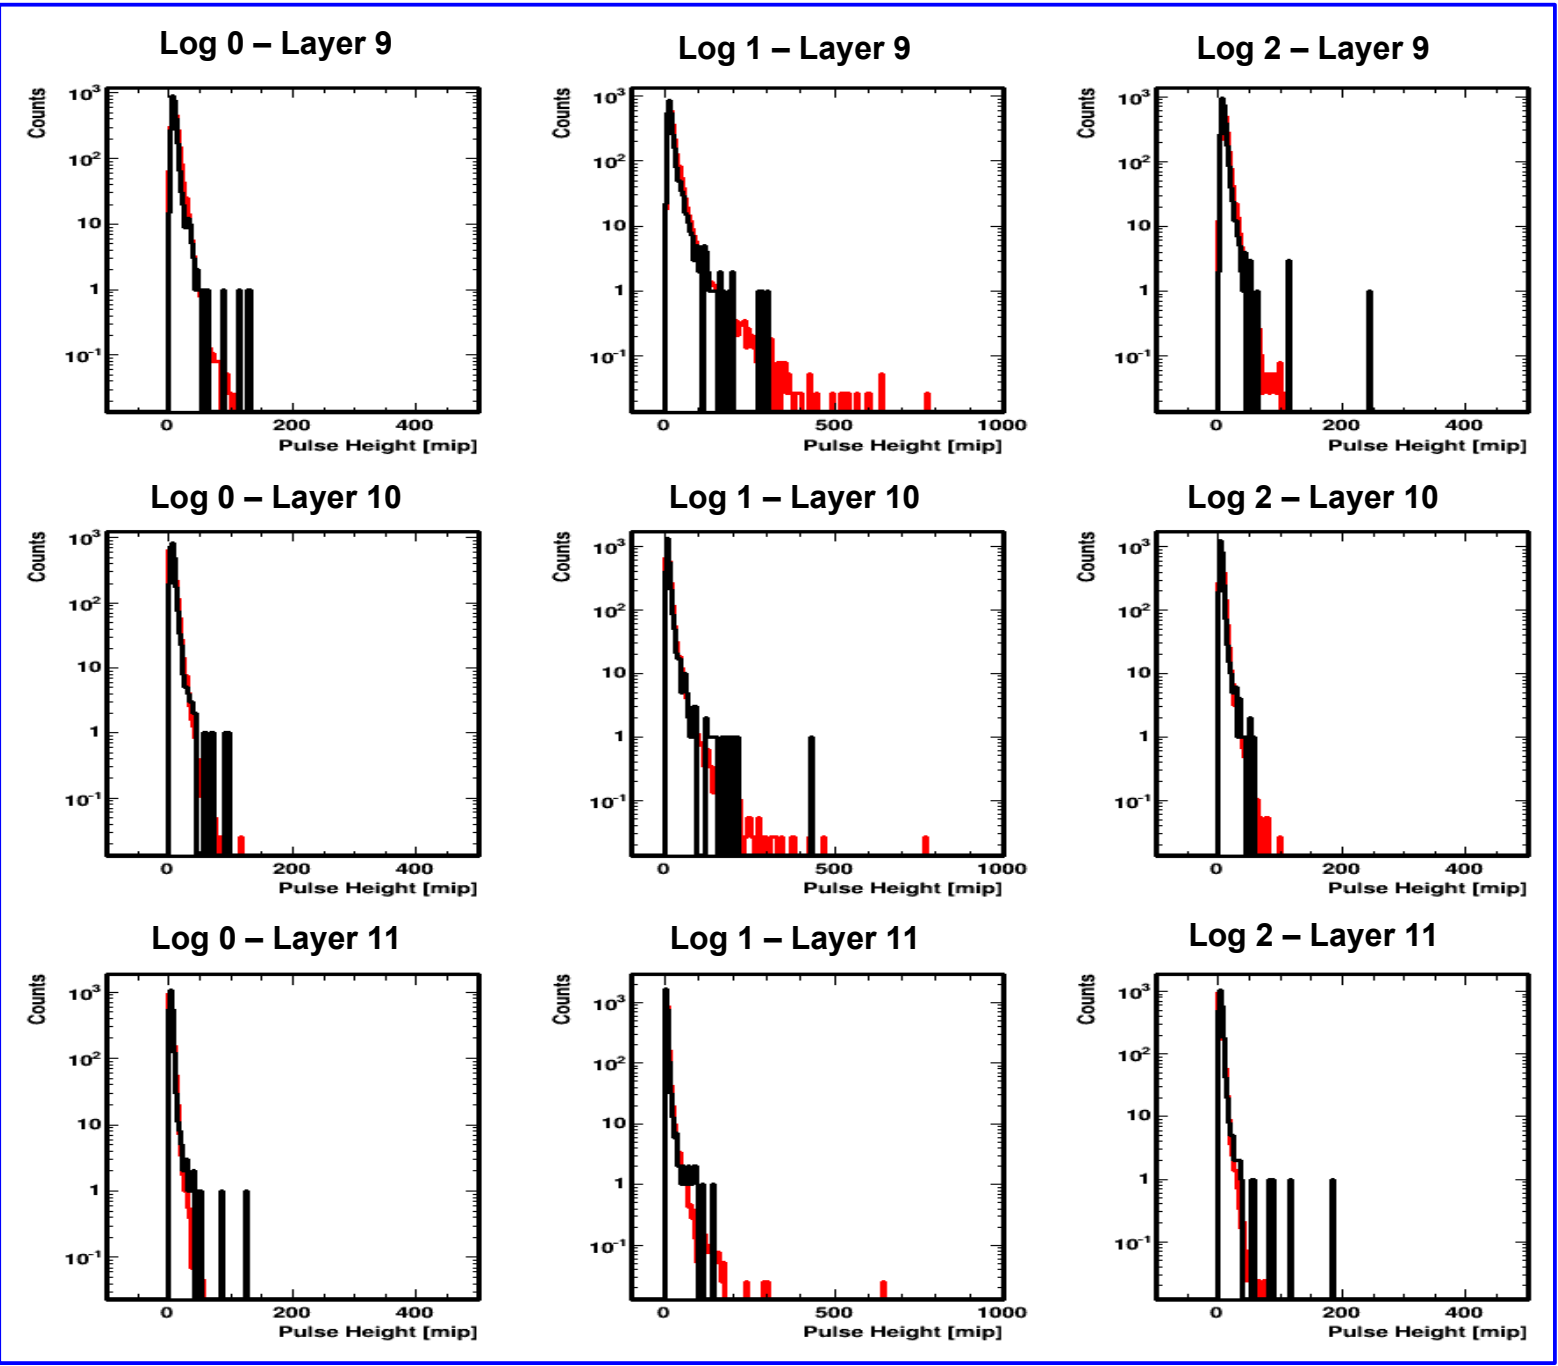 Log 0 – Layer 9
Log 1 – Layer 9
Log 2 – Layer 9
Counts
10³
10²
10
1
10⁻¹
0 200 400
Pulse Height [mip]
Counts
10³
10²
10
1
10⁻¹
0 500 1000
Pulse Height [mip]
Counts
10³
10²
10
1
10⁻¹
0 200 400
Pulse Height [mip]
Log 0 – Layer 10
Log 1 – Layer 10
Log 2 – Layer 10
Counts
10³
10²
10
1
10⁻¹
0 200 400
Pulse Height [mip]
Counts
10³
10²
10
1
10⁻¹
0 500 1000
Pulse Height [mip]
Counts
10³
10²
10
1
10⁻¹
0 200 400
Pulse Height [mip]
Log 0 – Layer 11
Log 1 – Layer 11
Log 2 – Layer 11
Counts
10³
10²
10
1
10⁻¹
0 200 400
Pulse Height [mip]
Counts
10³
10²
10
1
10⁻¹
0 500 1000
Pulse Height [mip]
Counts
10³
10²
10
1
10⁻¹
0 200 400
Pulse Height [mip]